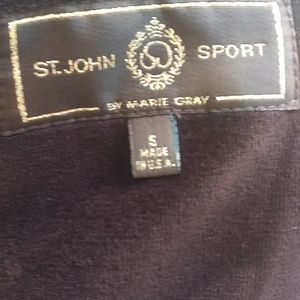 ST. JOHN SPORT
BY MARIE GRAY
S
MADE
IN U.S.A.